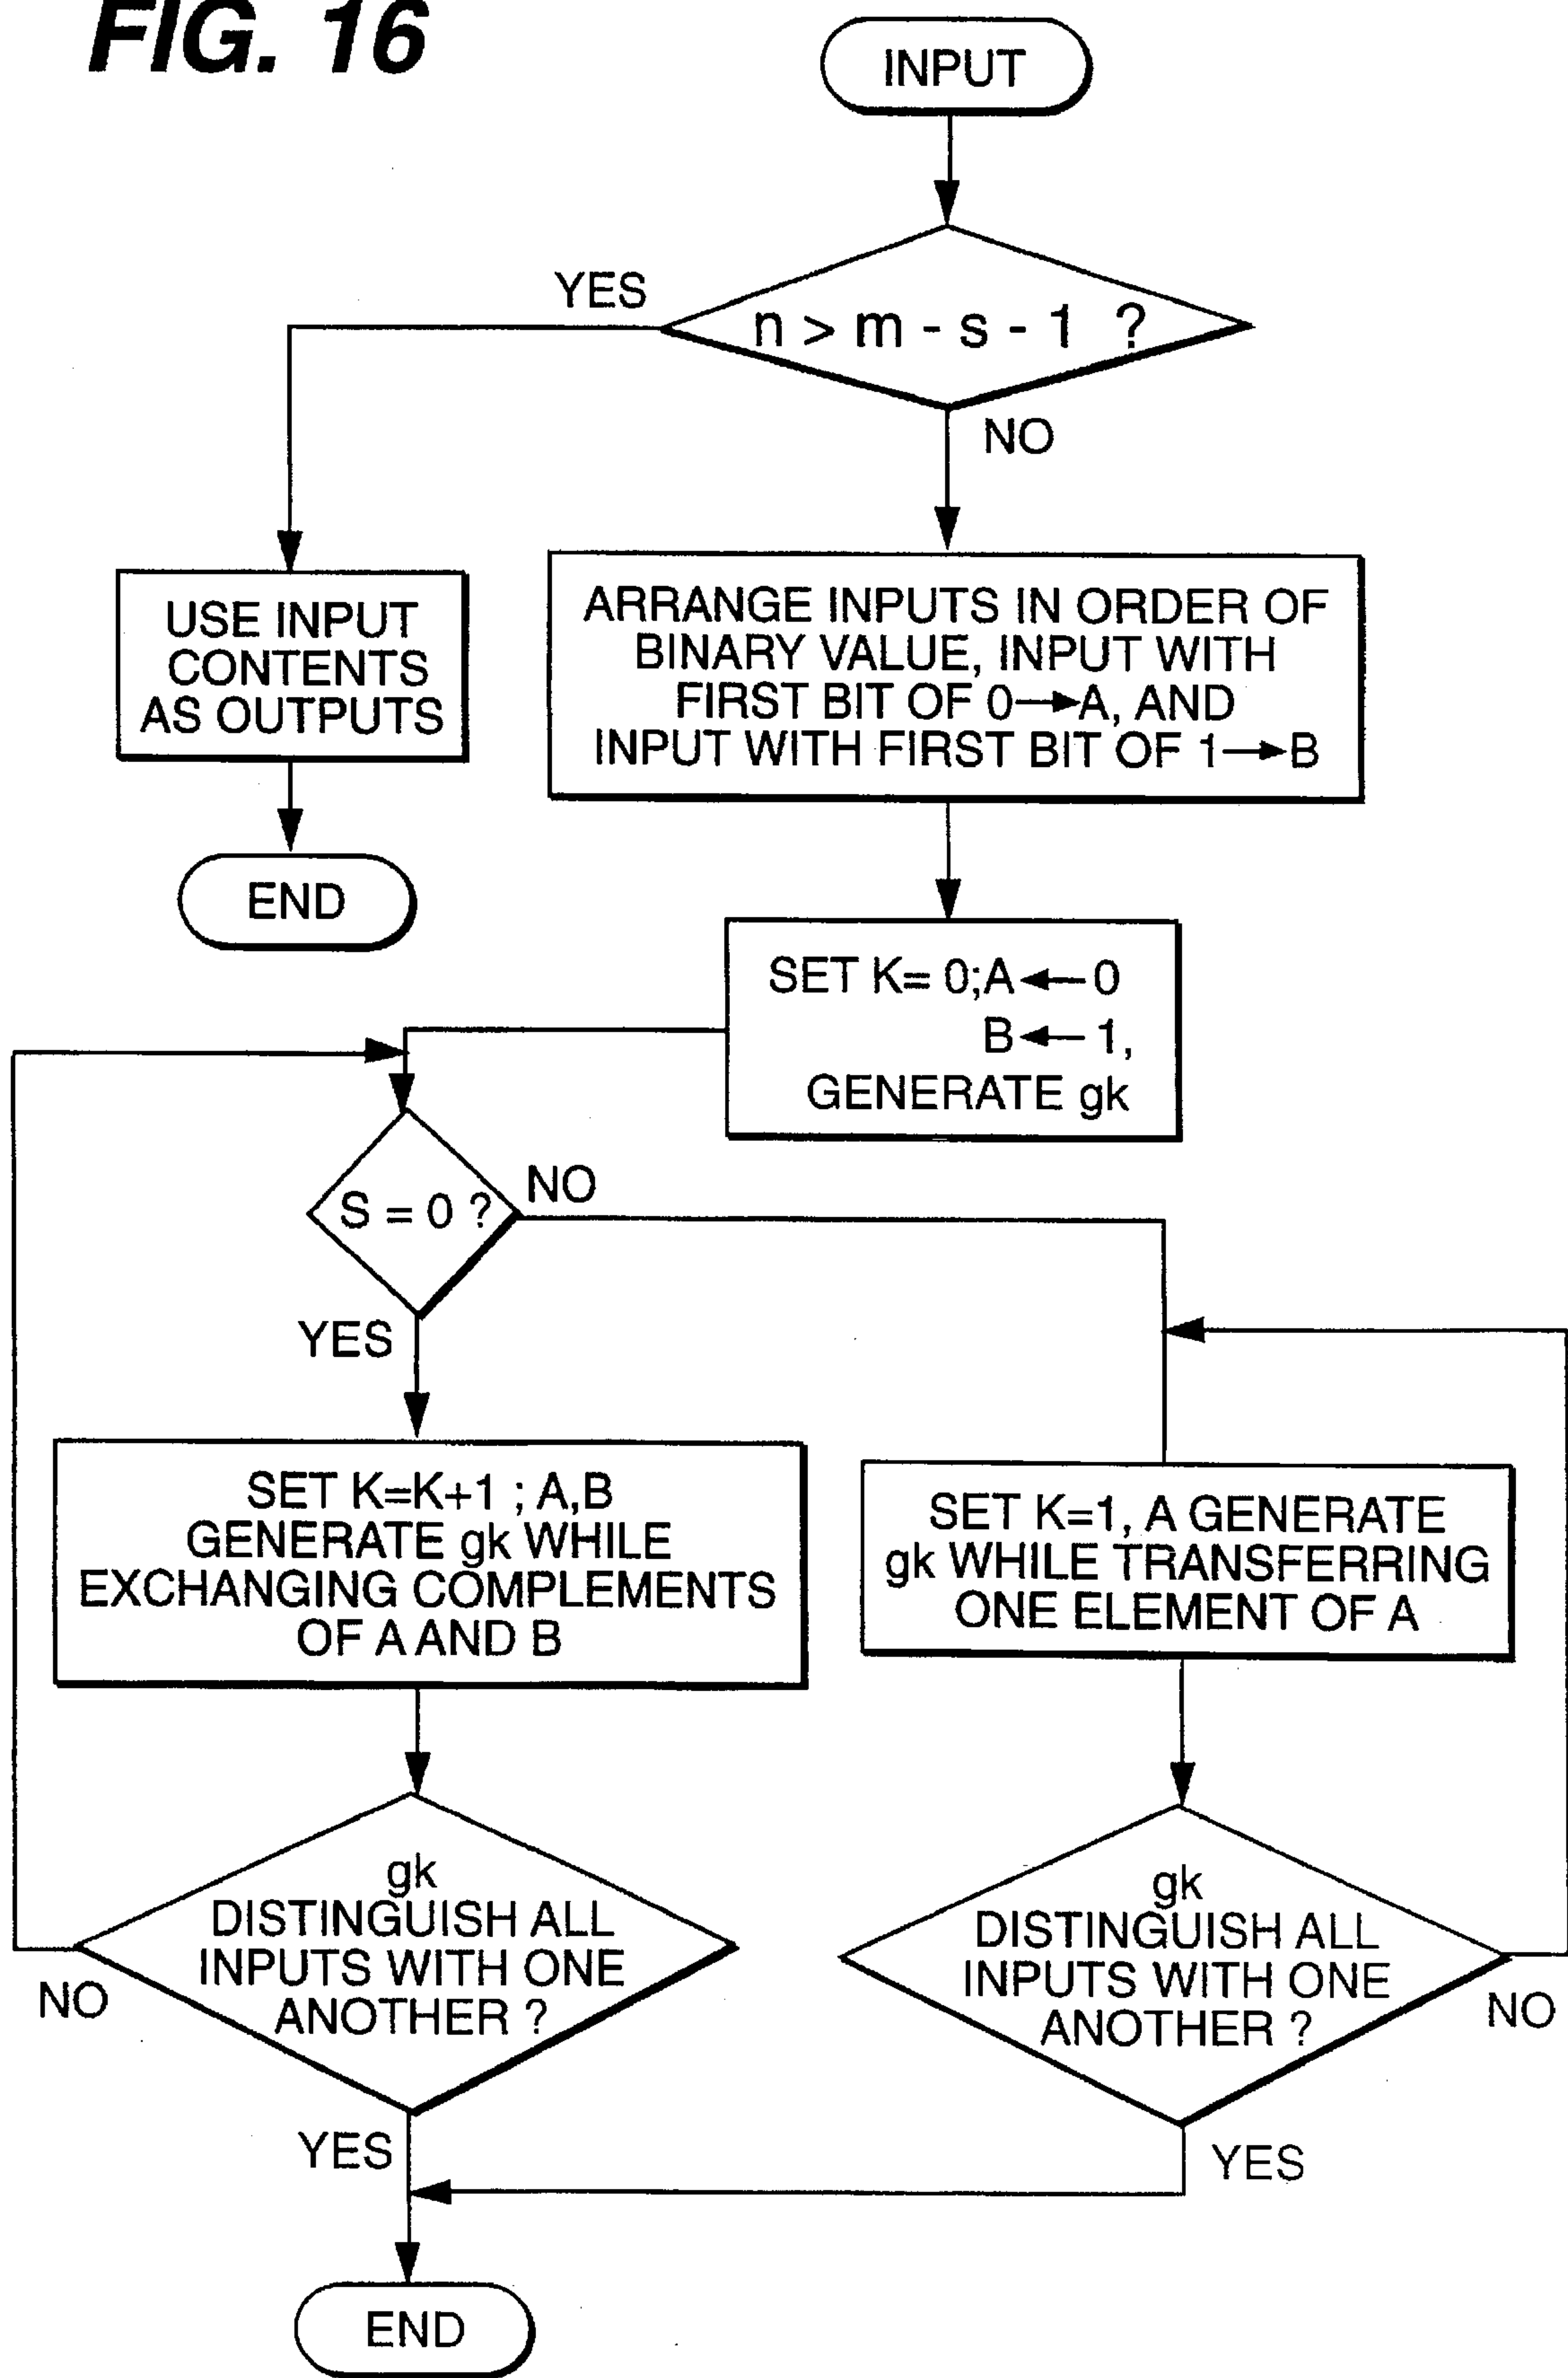 FIG. 16
INPUT
YES
n > m - s - 1 ?
NO
USE INPUT
CONTENTS
AS OUTPUTS
END
ARRANGE INPUTS IN ORDER OF
BINARY VALUE, INPUT WITH
FIRST BIT OF 0→A, AND
INPUT WITH FIRST BIT OF 1→B
SET K= 0;A←0
B←1,
GENERATE gk
S = 0 ?
NO
YES
SET K=K+1 ; A,B
GENERATE gk WHILE
EXCHANGING COMPLEMENTS
OF A AND B
SET K=1, A GENERATE
gk WHILE TRANSFERRING
ONE ELEMENT OF A
gk
DISTINGUISH ALL
INPUTS WITH ONE
ANOTHER ?
NO
YES
gk
DISTINGUISH ALL
INPUTS WITH ONE
ANOTHER ?
NO
YES
END